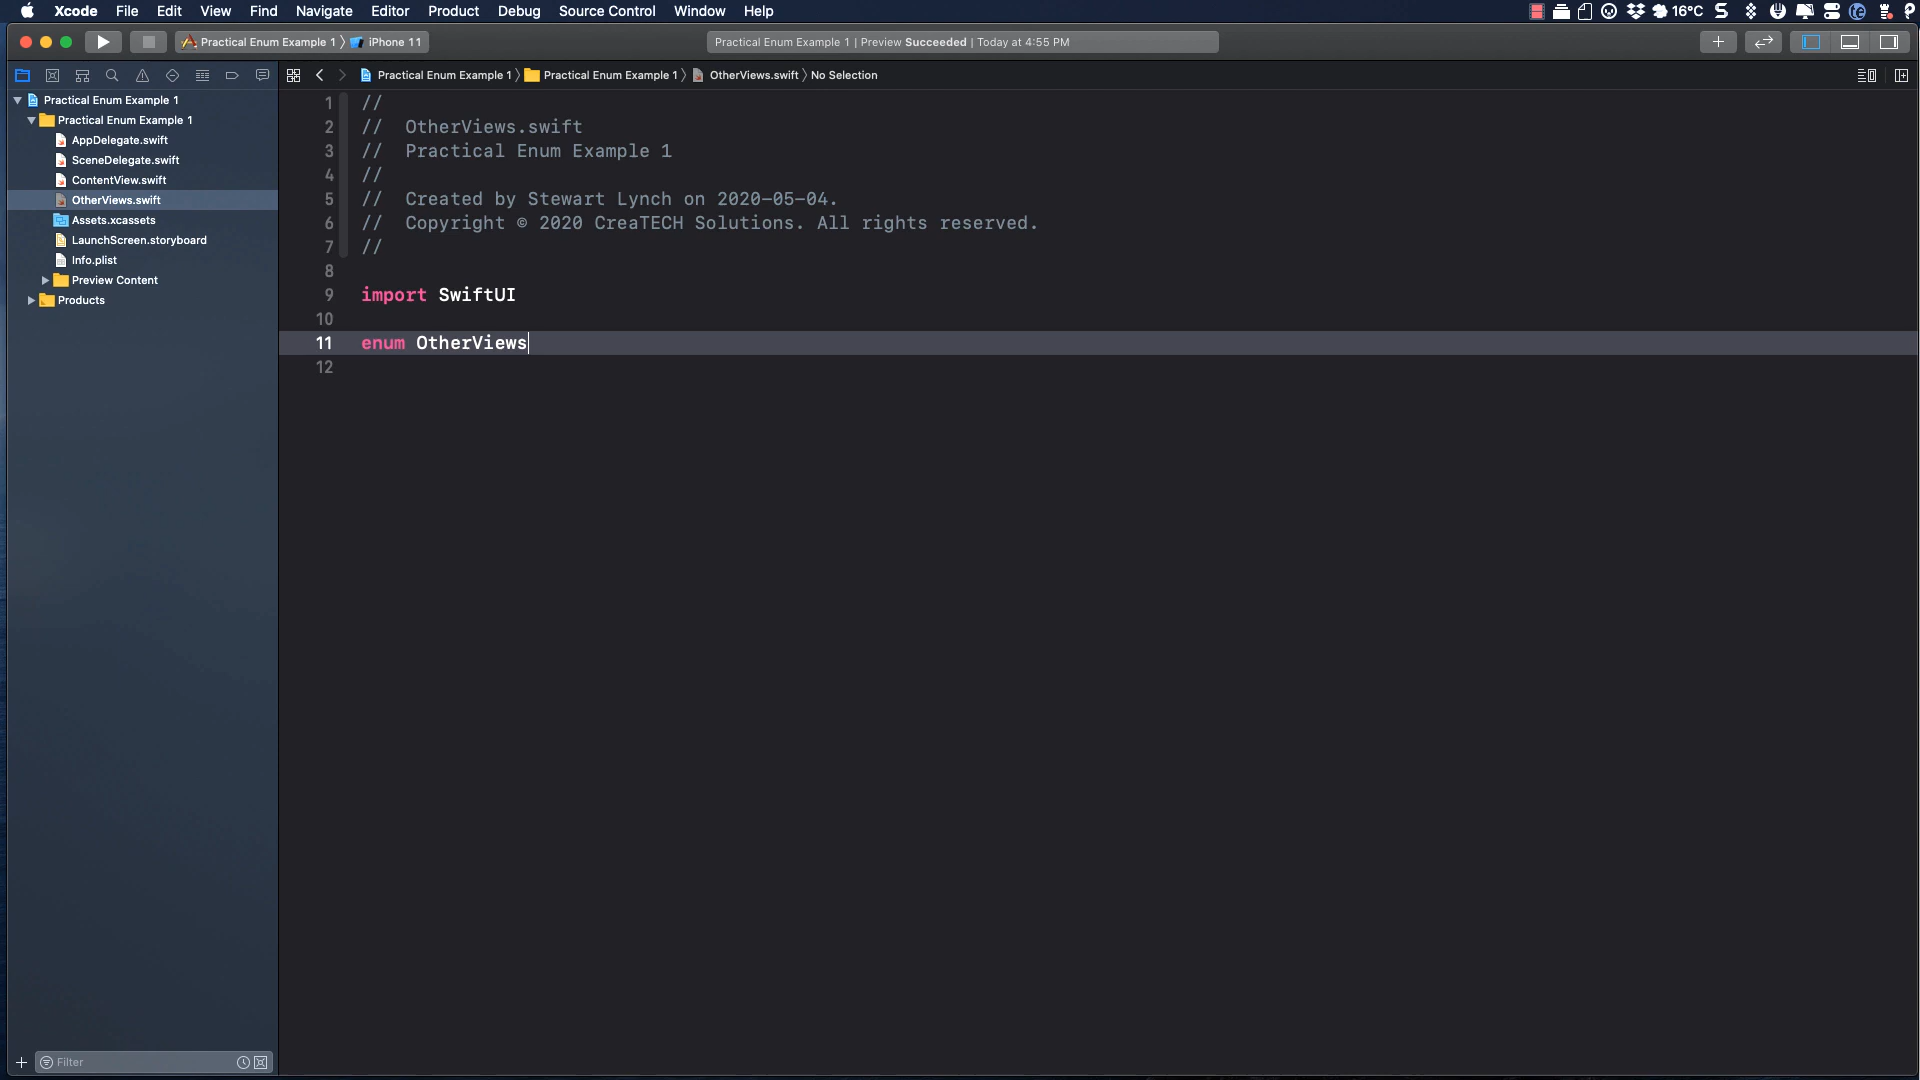 Xcode File Edit View Find Navigate Editor Product Debug Source Control Window Help 16°C
Practical Enum Example 1 iPhone 11 Practical Enum Example 1 | Preview Succeeded | Today at 4:55 PM
Practical Enum Example 1 Practical Enum Example 1 OtherViews.swift No Selection
Practical Enum Example 1
Practical Enum Example 1
AppDelegate.swift
SceneDelegate.swift
ContentView.swift
OtherViews.swift
Assets.xcassets
LaunchScreen.storyboard
Info.plist
Preview Content
Products
Filter
1 //
2 // OtherViews.swift
3 // Practical Enum Example 1
4 //
5 // Created by Stewart Lynch on 2020-05-04.
6 // Copyright © 2020 CreaTECH Solutions. All rights reserved.
7 //
8
9 import SwiftUI
10
11 enum OtherViews
12